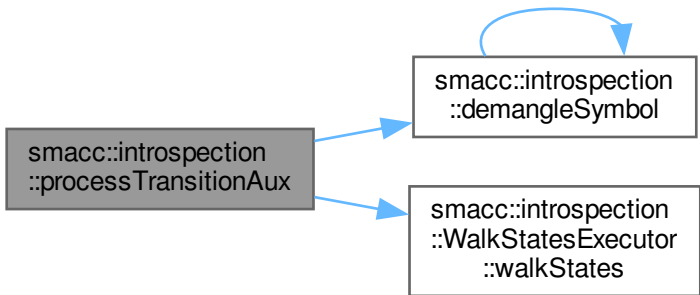 smacc::introspection
::processTransitionAux
smacc::introspection
::demangleSymbol
smacc::introspection
::WalkStatesExecutor
::walkStates